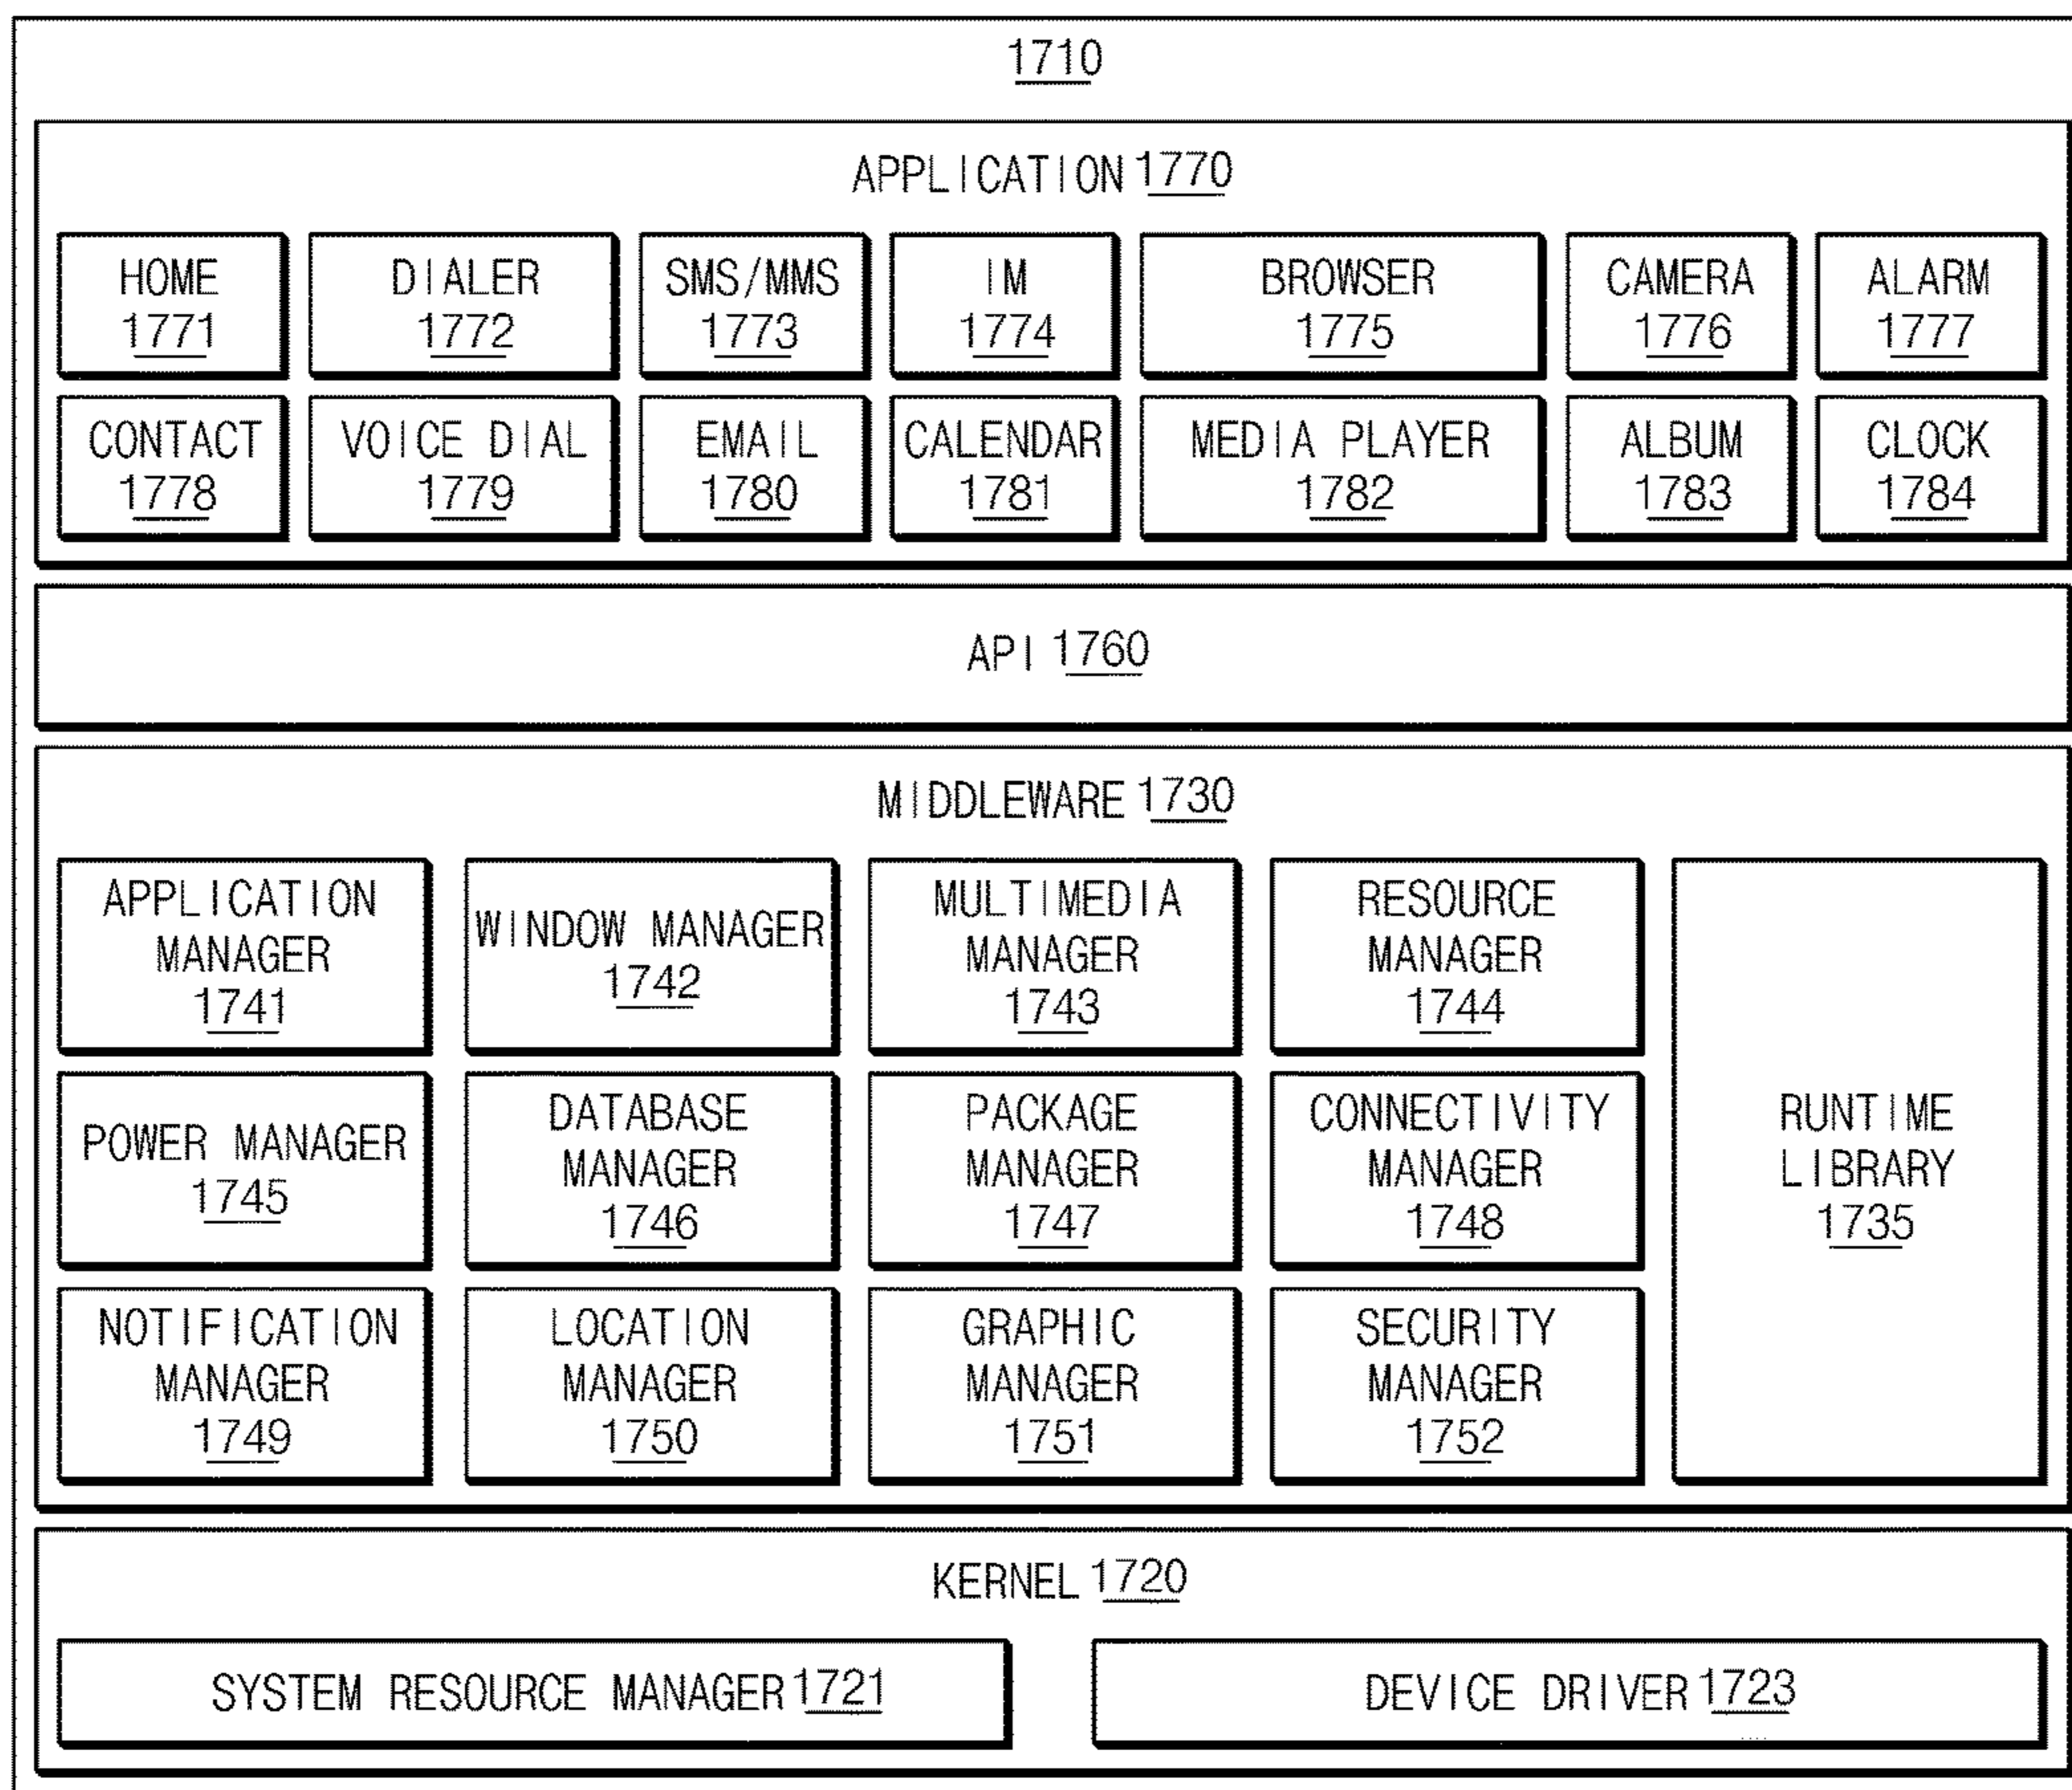 1710
APPLICATION 1770
HOME
1771
DIALER
1772
SMS/MMS
1773
IM
1774
BROWSER
1775
CAMERA
1776
ALARM
1777
CONTACT
1778
VOICE DIAL
1779
EMAIL
1780
CALENDAR
1781
MEDIA PLAYER
1782
ALBUM
1783
CLOCK
1784
API 1760
MIDDLEWARE 1730
APPLICATION
MANAGER
1741
WINDOW MANAGER
1742
MULTIMEDIA
MANAGER
1743
RESOURCE
MANAGER
1744
POWER MANAGER
1745
DATABASE
MANAGER
1746
PACKAGE
MANAGER
1747
CONNECTIVITY
MANAGER
1748
RUNTIME
LIBRARY
1735
NOTIFICATION
MANAGER
1749
LOCATION
MANAGER
1750
GRAPHIC
MANAGER
1751
SECURITY
MANAGER
1752
KERNEL 1720
SYSTEM RESOURCE MANAGER 1721
DEVICE DRIVER 1723